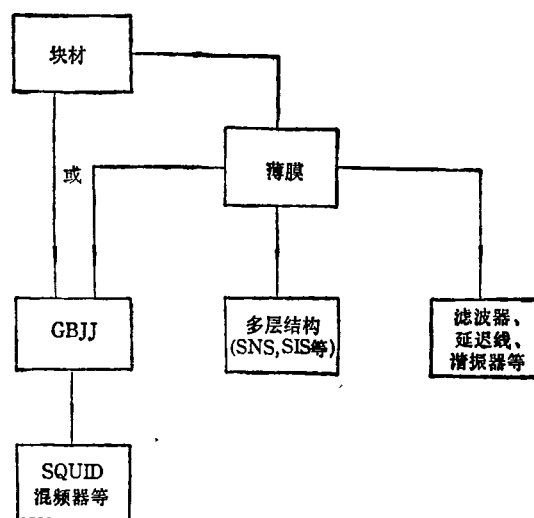 块材
或
薄膜
GBJJ
多层结构
(SNS,SIS等)
滤波器、
延迟线、
谐振器等
SQUID
混频器等